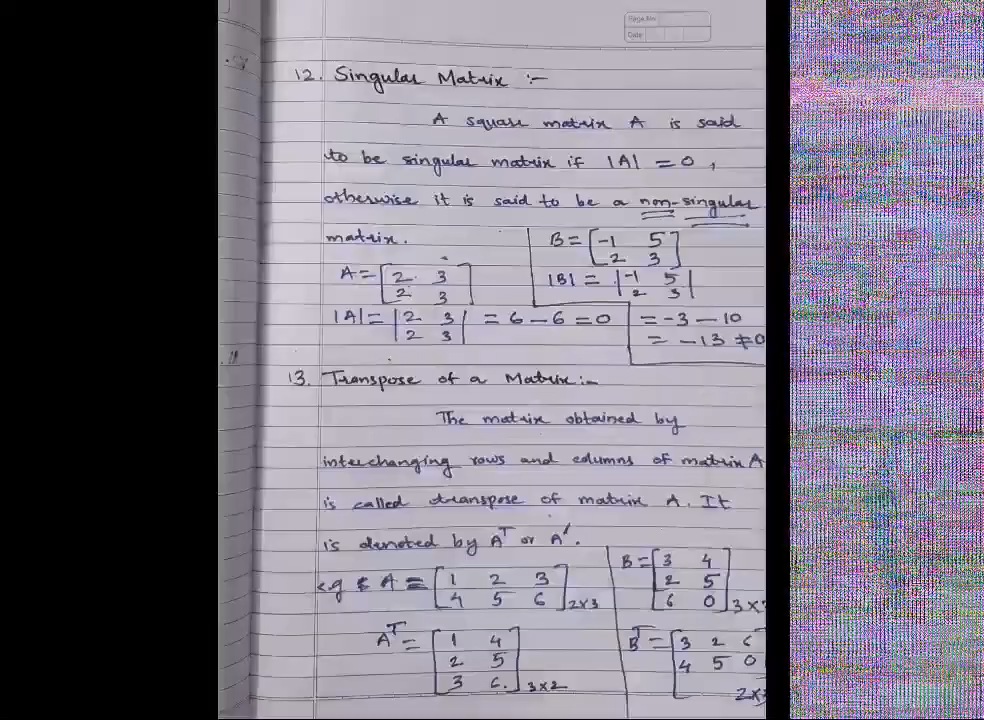 Page No.
Date
12. Singular Matrix :-
A square matrix A is said
to be singular matrix if |A| = 0,
otherwise it is said to be a non-singular
matrix.
A = [2 3
2 3]
|A| = |2 3
2 3| = 6 - 6 = 0
B = [-1 5
2 3]
|B| = |-1 5
2 3|
= -3 - 10
= -13 ≠ 0
13. Transpose of a Matrix:-
The matrix obtained by
interchanging rows and columns of matrix A
is called transpose of matrix A. It
is denoted by Aᵀ or A'.
e.g A = [1 2 3
4 5 6]2x3
Aᵀ = [1 4
2 5
3 6]3x2
B = [3 4
2 5
6 0]3x
Bᵀ = [3 2 6
4 5 0
2x